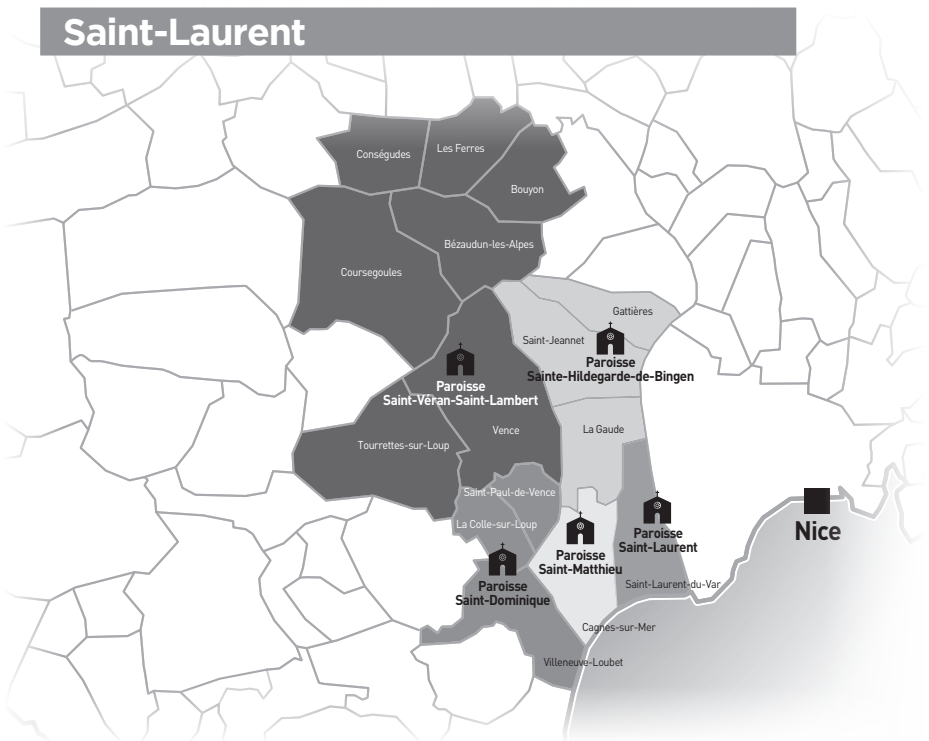 Saint-Laurent
Conségudes
Les Ferres
Bouyon
Bézaudun-les-Alpes
Coursegoules
Gattières
Saint-Jeannet
Paroisse
Sainte-Hildegarde-de-Bingen
Paroisse
Saint-Véran-Saint-Lambert
Vence
La Gaude
Tourrettes-sur-Loup
Saint-Paul-de-Vence
La Colle-sur-Loup
Paroisse
Saint-Laurent
Nice
Paroisse
Saint-Matthieu
Paroisse
Saint-Dominique
Saint-Laurent-du-Var
Cagnes-sur-Mer
Villeneuve-Loubet